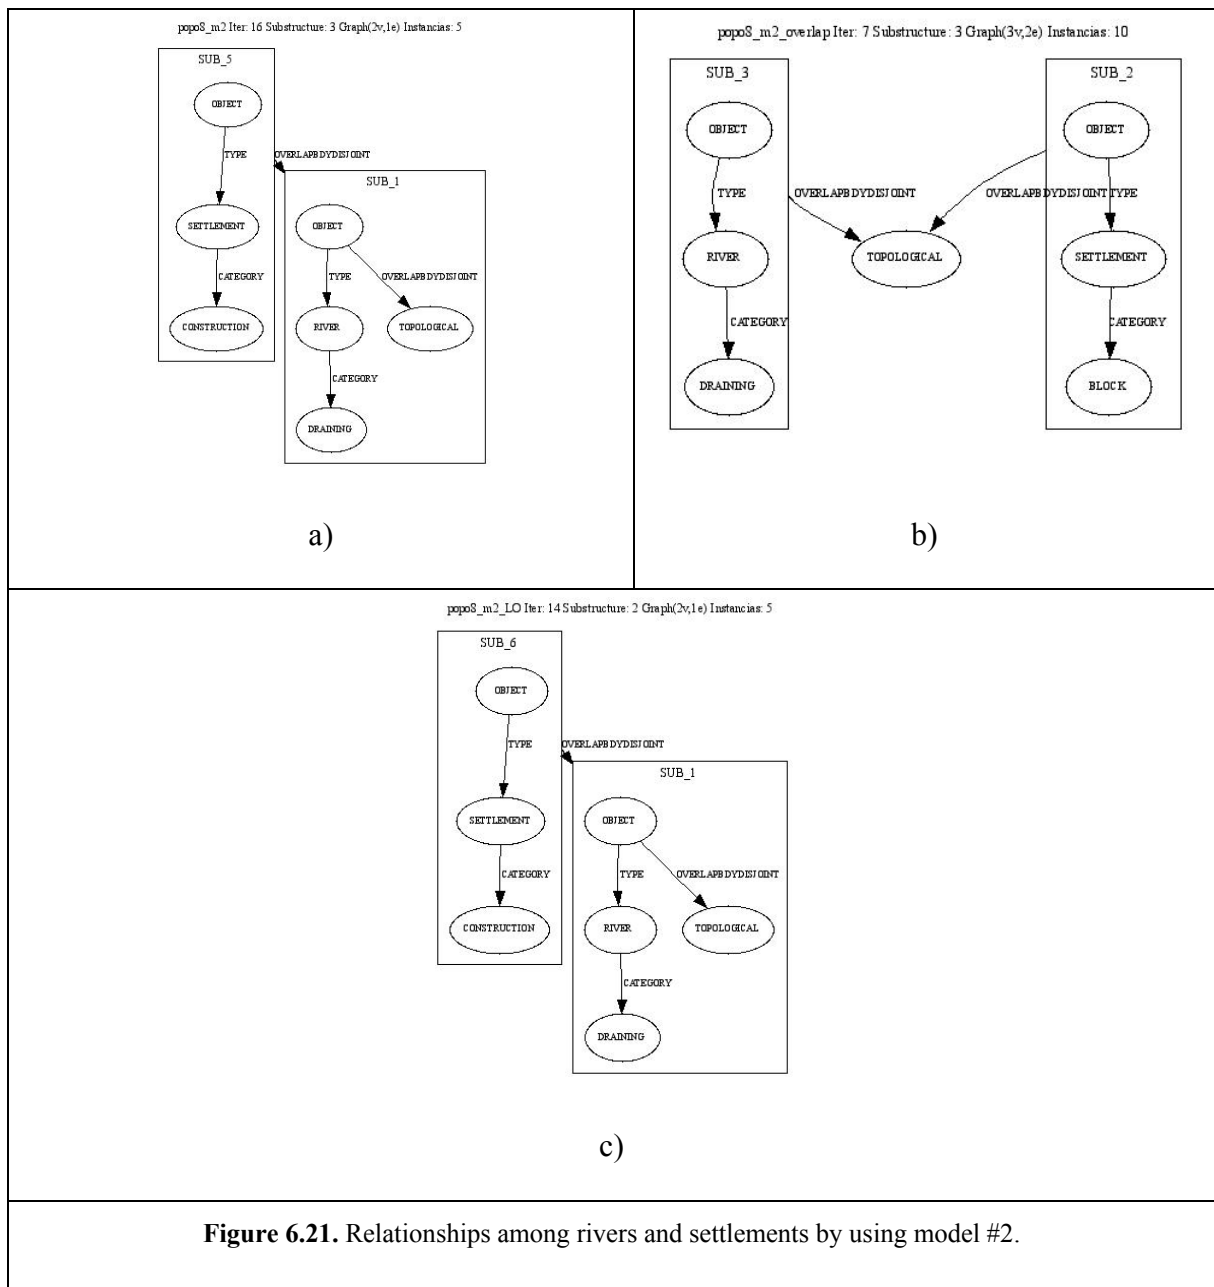 popo8_m2 Iter: 16 Substructure: 3 Graph(2v,1e) Instancias: 5
SUB_5
OBJECT
TYPE
OVERLAPBDYDISJOINT
SUB_1
SETTLEMENT
OBJECT
CATEGORY
TYPE
OVERLAPBDYDISJOINT
CONSTRUCTION
RIVER
TOPOLOGICAL
CATEGORY
DRAINING
a)
popo8_m2_overlap Iter: 7 Substructure: 3 Graph(3v,2e) Instancias: 10
SUB_3
SUB_2
OBJECT
OBJECT
TYPE
OVERLAPBDYDISJOINT
OVERLAPBDYDISJOINT
TYPE
RIVER
TOPOLOGICAL
SETTLEMENT
CATEGORY
CATEGORY
DRAINING
BLOCK
b)
popo8_m2_LO Iter: 14 Substructure: 2 Graph(2v,1e) Instancias: 5
SUB_6
OBJECT
TYPE
OVERLAPBDYDISJOINT
SUB_1
SETTLEMENT
OBJECT
CATEGORY
TYPE
OVERLAPBDYDISJOINT
CONSTRUCTION
RIVER
TOPOLOGICAL
CATEGORY
DRAINING
c)
Figure 6.21. Relationships among rivers and settlements by using model #2.